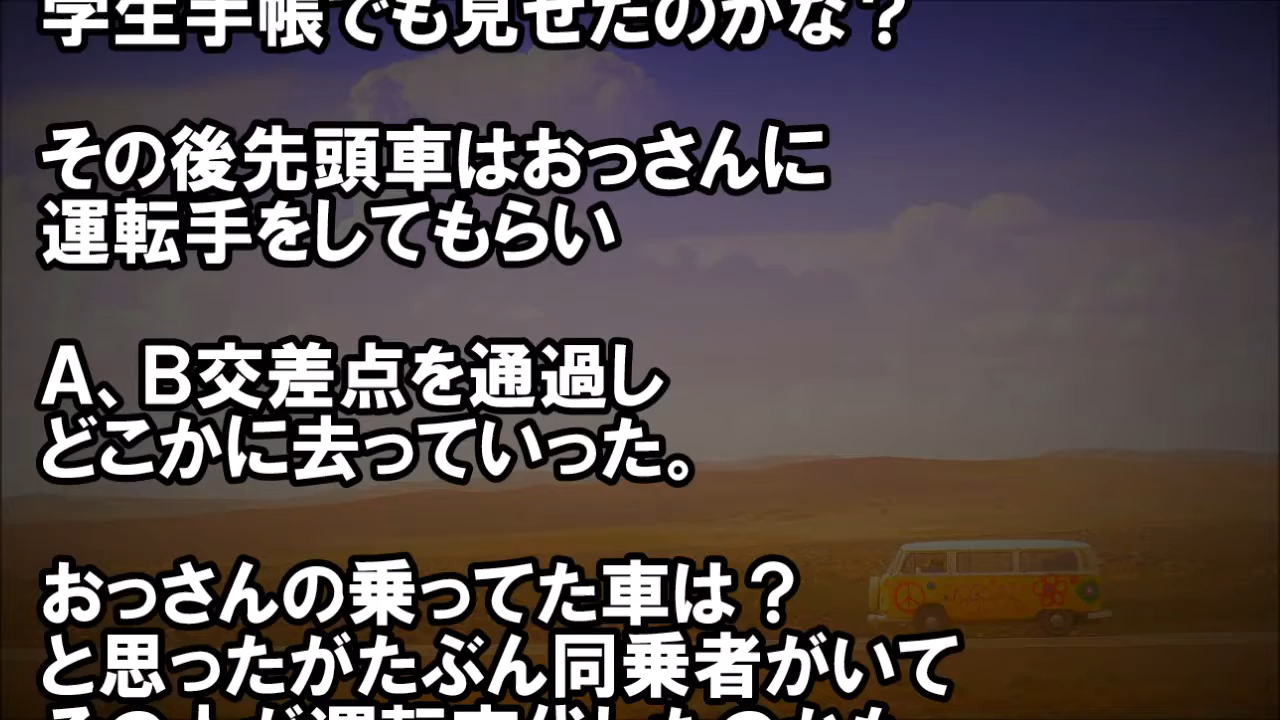 学生手帳でも見せたのかな？
その後先頭車はおっさんに
運転手をしてもらい
A、B交差点を通過し
どこかに去っていった。
おっさんの乗ってた車は？
と思ったがたぶん同乗者がいて